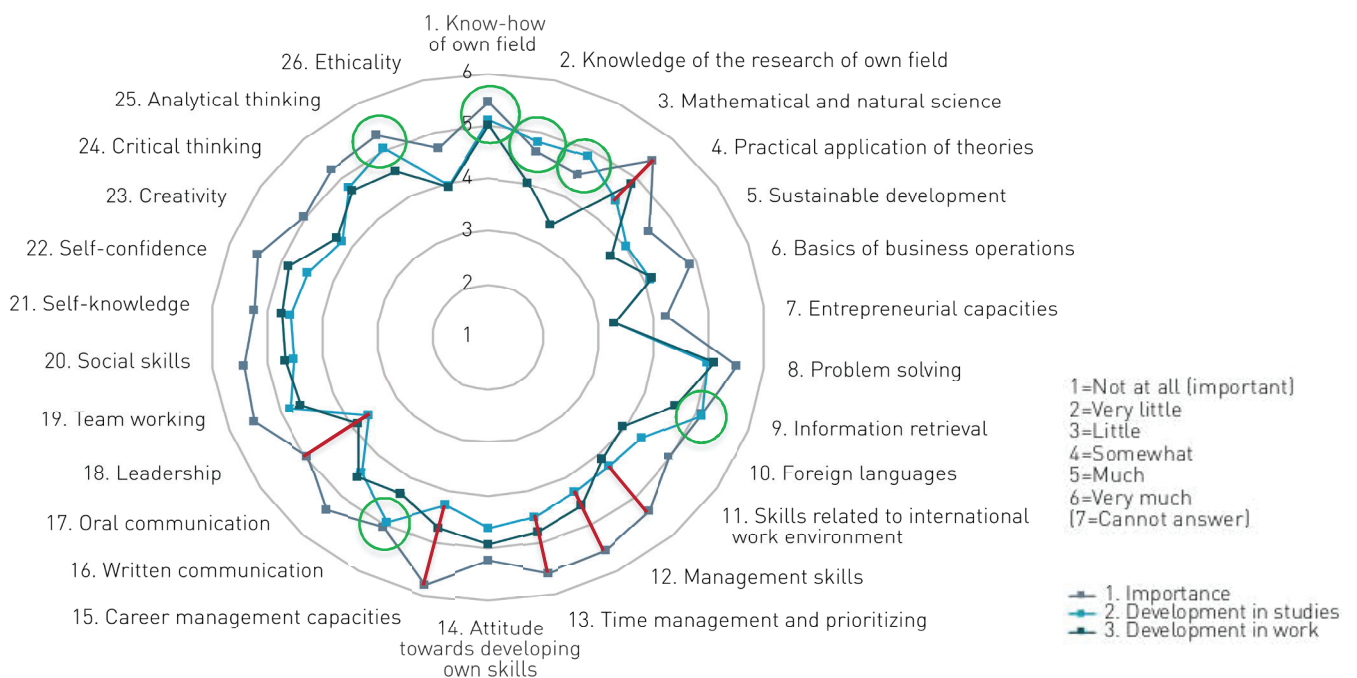 1. Know-how
of own field
2. Knowledge of the research of own field
3. Mathematical and natural science
4. Practical application of theories
5. Sustainable development
6. Basics of business operations
7. Entrepreneurial capacities
8. Problem solving
9. Information retrieval
10. Foreign languages
11. Skills related to international
work environment
12. Management skills
13. Time management and prioritizing
14. Attitude
towards developing
own skills
15. Career management capacities
16. Written communication
17. Oral communication
18. Leadership
19. Team working
20. Social skills
21. Self-knowledge
22. Self-confidence
23. Creativity
24. Critical thinking
25. Analytical thinking
26. Ethicality
6
5
4
3
2
1
1=Not at all (important)
2=Very little
3=Little
4=Somewhat
5=Much
6=Very much
(7=Cannot answer)
1. Importance
2. Development in studies
3. Development in work